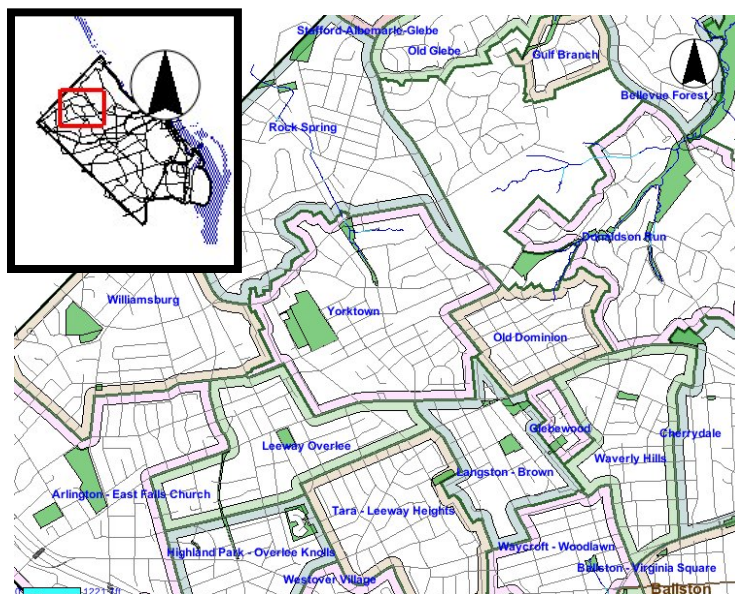 Stafford-Albemarle-Glebe
Old Glebe
Gulf Branch
Bellevue Forest
Rock Spring
Donaldson Run
Williamsburg
Yorktown
Old Dominion
Glebewood
Cherrydale
Leeway Overlee
Waverly Hills
Langston - Brown
Arlington - East Falls Church
Tara - Leeway Heights
Highland Park - Overlee Knolls
Waycroft - Woodlawn
Ballston - Virginia Square
Westover Village
Ballston